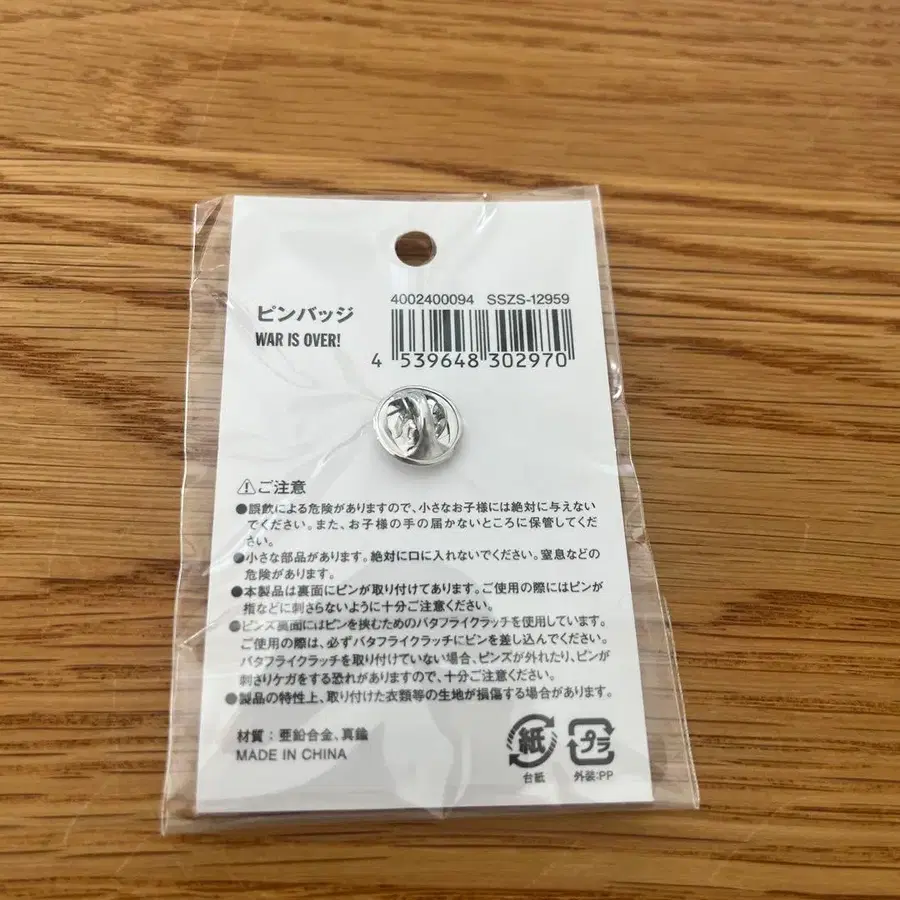 4002400094 SSZS-12959
ピンバッジ
WAR IS OVER!
4 539648 302970
⚠ご注意
●誤飲による危険がありますので、小さなお子様には絶対に与えない
でください。また、お子様の手の届かないところに保管してくだ
さい。
●小さな部品があります。絶対に口に入れないでください。窒息などの
危険があります。
●本製品は裏面にピンが取り付けてあります。ご使用の際にはピンが
指などに刺さらないように十分ご注意ください。
●ピンズ裏面にはピンを挟むためのバタフライクラッチを使用しています。
ご使用の際は、必ずバタフライクラッチにピンを差し込んでください。
バタフライクラッチを取り付けていない場合、ピンズが外れたり、ピンが
刺さりケガをする恐れがありますので、十分ご注意ください。
●製品の特性上、取り付けた衣類等の生地が損傷する場合があります。
材質：亜鉛合金、真鍮
MADE IN CHINA
紙
台紙
プラ
外装:PP